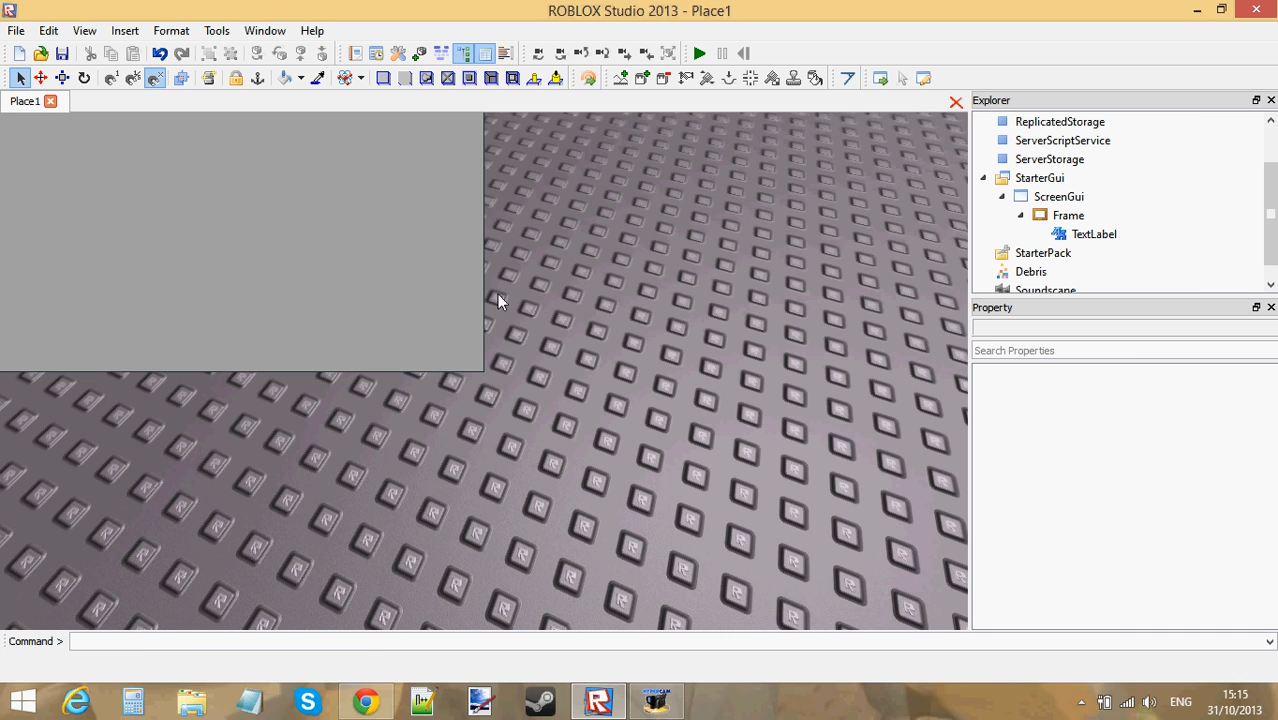 ROBLOX Studio 2013 - Place1
File Edit View Insert Format Tools Window Help
Place1
Explorer
ReplicatedStorage
ServerScriptService
ServerStorage
StarterGui
ScreenGui
Frame
TextLabel
StarterPack
Debris
Soundscape
Property
Search Properties
Command >
HYPERCAM
ENG
15:15
31/10/2013